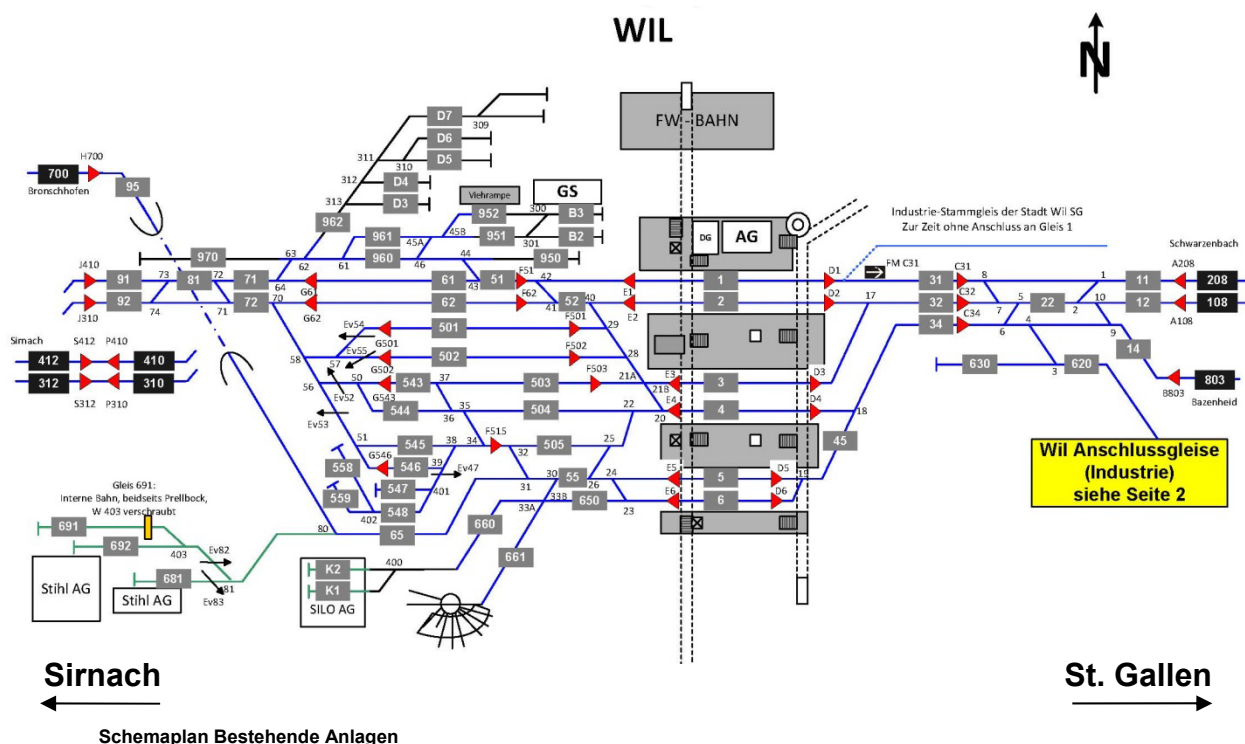 WIL
N
D7
309
FW - BAHN
D6
311
310
D5
H700
312
D4
Viehrampe
GS
700
95
313
D3
Bronschhofen
962
952
300
B3
DG
AG
Industrie-Stammgleis der Stadt Wil SG
Zur Zeit ohne Anschluss an Gleis 1
961
45B
951
301
B2
45A
Schwarzenbach
970
63
62
61
960
46
44
950
FM C31
C31
A208
J410
91
73
81
72
71
64
G61
61
43
51
F51
42
1
D1
31
8
1
11
208
J310
92
74
71
72
70
G62
62
F62
41
52
40
E1
E2
2
D2
17
32
C32
7
5
22
2
10
12
108
A108
Ev54
501
F501
29
34
C34
6
4
9
14
Sirnach
S412
P410
G501
Ev55
412
410
58
57
502
F502
28
630
620
3
803
312
310
G502
B803
Bazenheid
S312
P310
56
50
543
37
503
F503
21A
21B
E3
3
D3
Ev52
G543
544
36
35
504
22
20
E4
4
D4
18
Ev53
45
51
545
38
34
F515
505
25
Wil Anschlussgleise
(Industrie)
siehe Seite 2
558
G546
546
39
Ev47
32
30
55
24
E5
5
D5
19
Gleis 691:
Interne Bahn, beidseits Prellbock,
W 403 verschraubt
559
547
401
31
26
33B
33A
650
23
E6
6
D6
402
548
691
80
65
660
661
692
403
Ev82
400
681
Ev83
81
K2
K1
Stihl AG
Stihl AG
SILO AG
Sirnach
St. Gallen
Schemaplan Bestehende Anlagen